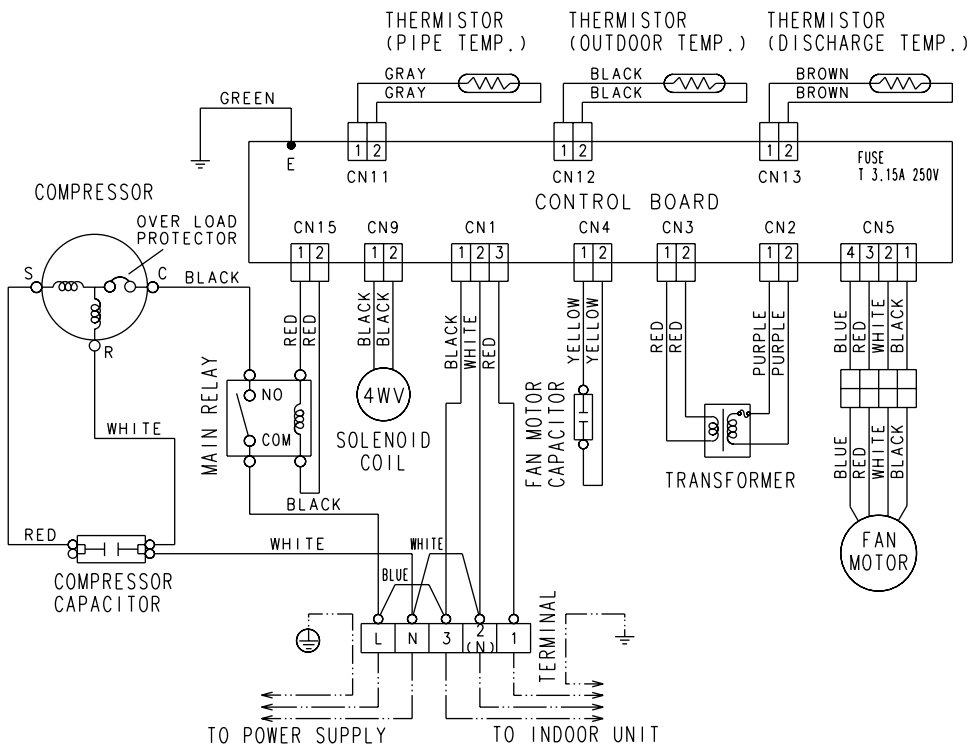 THERMISTOR
(PIPE TEMP.)
THERMISTOR
(OUTDOOR TEMP.)
THERMISTOR
(DISCHARGE TEMP.)
GRAY
GRAY
BLACK
BLACK
BROWN
BROWN
GREEN
E
1 2
CN11
1 2
CN12
1 2
CN13
FUSE
T 3.15A 250V
CONTROL BOARD
COMPRESSOR
OVER LOAD
PROTECTOR
CN15
1 2
CN9
1 2
CN1
1 2 3
CN4
1 2
CN3
1 2
CN2
1 2
CN5
4 3 2 1
S
C
R
BLACK
RED
RED
BLACK
BLACK
BLACK
WHITE
RED
YELLOW
YELLOW
RED
RED
PURPLE
PURPLE
BLUE
RED
WHITE
BLACK
MAIN RELAY
NO
COM
4WV
SOLENOID
COIL
FAN MOTOR
CAPACITOR
TRANSFORMER
BLUE
RED
WHITE
BLACK
FAN
MOTOR
WHITE
BLACK
RED
WHITE
WHITE
BLUE
COMPRESSOR
CAPACITOR
L N 3 2 1
(N)
TERMINAL
TO POWER SUPPLY
TO INDOOR UNIT